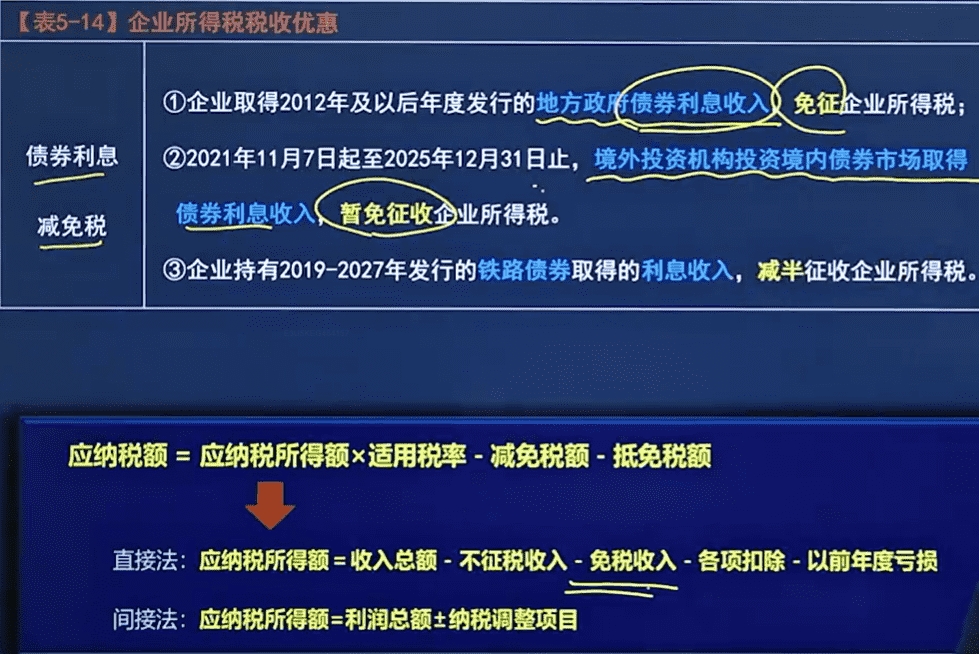 【表5-14】企业所得税税收优惠
债券利息
减免税
①企业取得2012年及以后年度发行的地方政府债券利息收入，免征企业所得税；
②2021年11月7日起至2025年12月31日止，境外投资机构投资境内债券市场取得
债券利息收入，暂免征收企业所得税。
③企业持有2019-2027年发行的铁路债券取得的利息收入，减半征收企业所得税。
应纳税额 = 应纳税所得额×适用税率 - 减免税额 - 抵免税额
直接法：应纳税所得额=收入总额 - 不征税收入 - 免税收入 - 各项扣除 - 以前年度亏损
间接法：应纳税所得额=利润总额±纳税调整项目